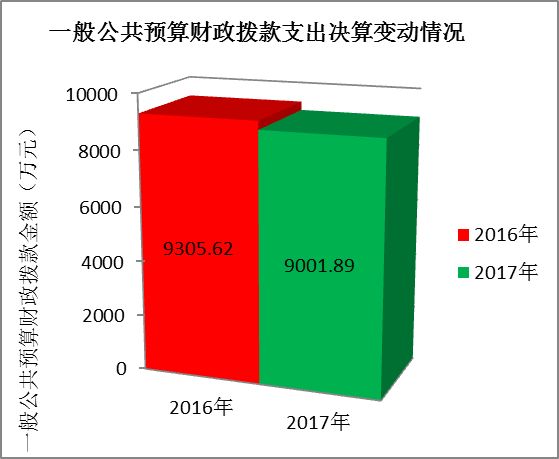 一般公共预算财政拨款支出决算变动情况
一般公共预算财政拨款金额（万元）
10000
8000
6000
4000
2000
0
9305.62
9001.89
2016年
2017年
2016年
2017年